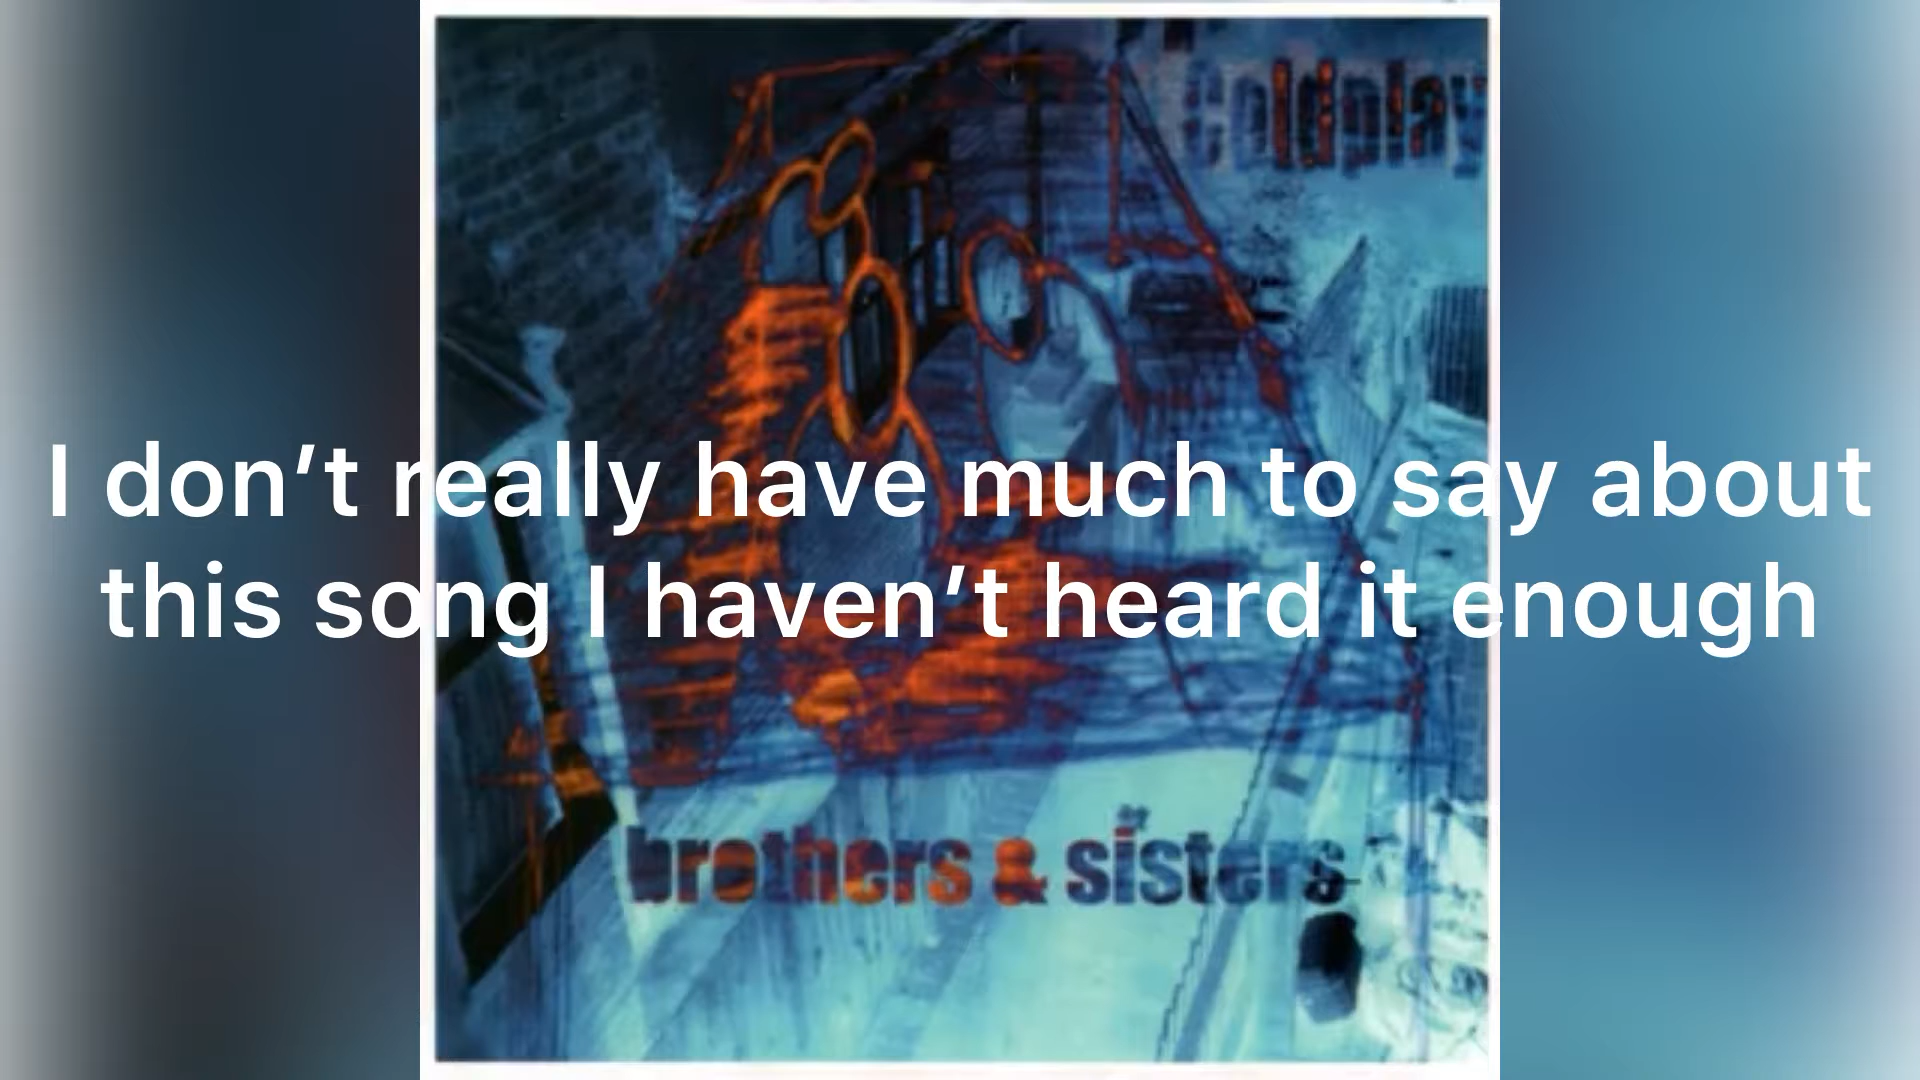 coldplay
I don’t really have much to say about
this song I haven’t heard it enough
brothers & sisters